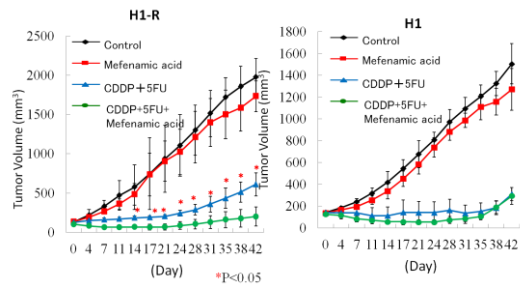 H1-R
2500
2000
1500
1000
500
0
Tumor Volume (mm³)
Control
Mefenamic acid
CDDP+5FU
CDDP+5FU+
Mefenamic acid
* * * * * * * * *
0 4 7 11 14 17 21 24 28 31 35 38 42
(Day)
*P<0.05
H1
1800
1600
1400
1200
1000
800
600
400
200
0
Tumor Volume (mm³)
Control
Mefenamic acid
CDDP+5FU
CDDP+5FU+
Mefenamic acid
0 4 7 11 14 17 21 24 28 31 35 38 42
(Day)